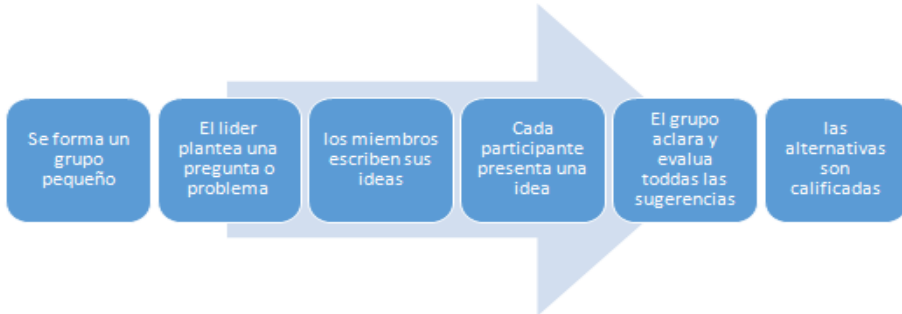 Se forma un
grupo
pequeño
El lider
plantea una
pregunta o
problema
los miembros
escriben sus
ideas
Cada
participante
presenta una
idea
El grupo
aclara y
evalua
toddas las
sugerencias
las
alternativas
son
calificadas